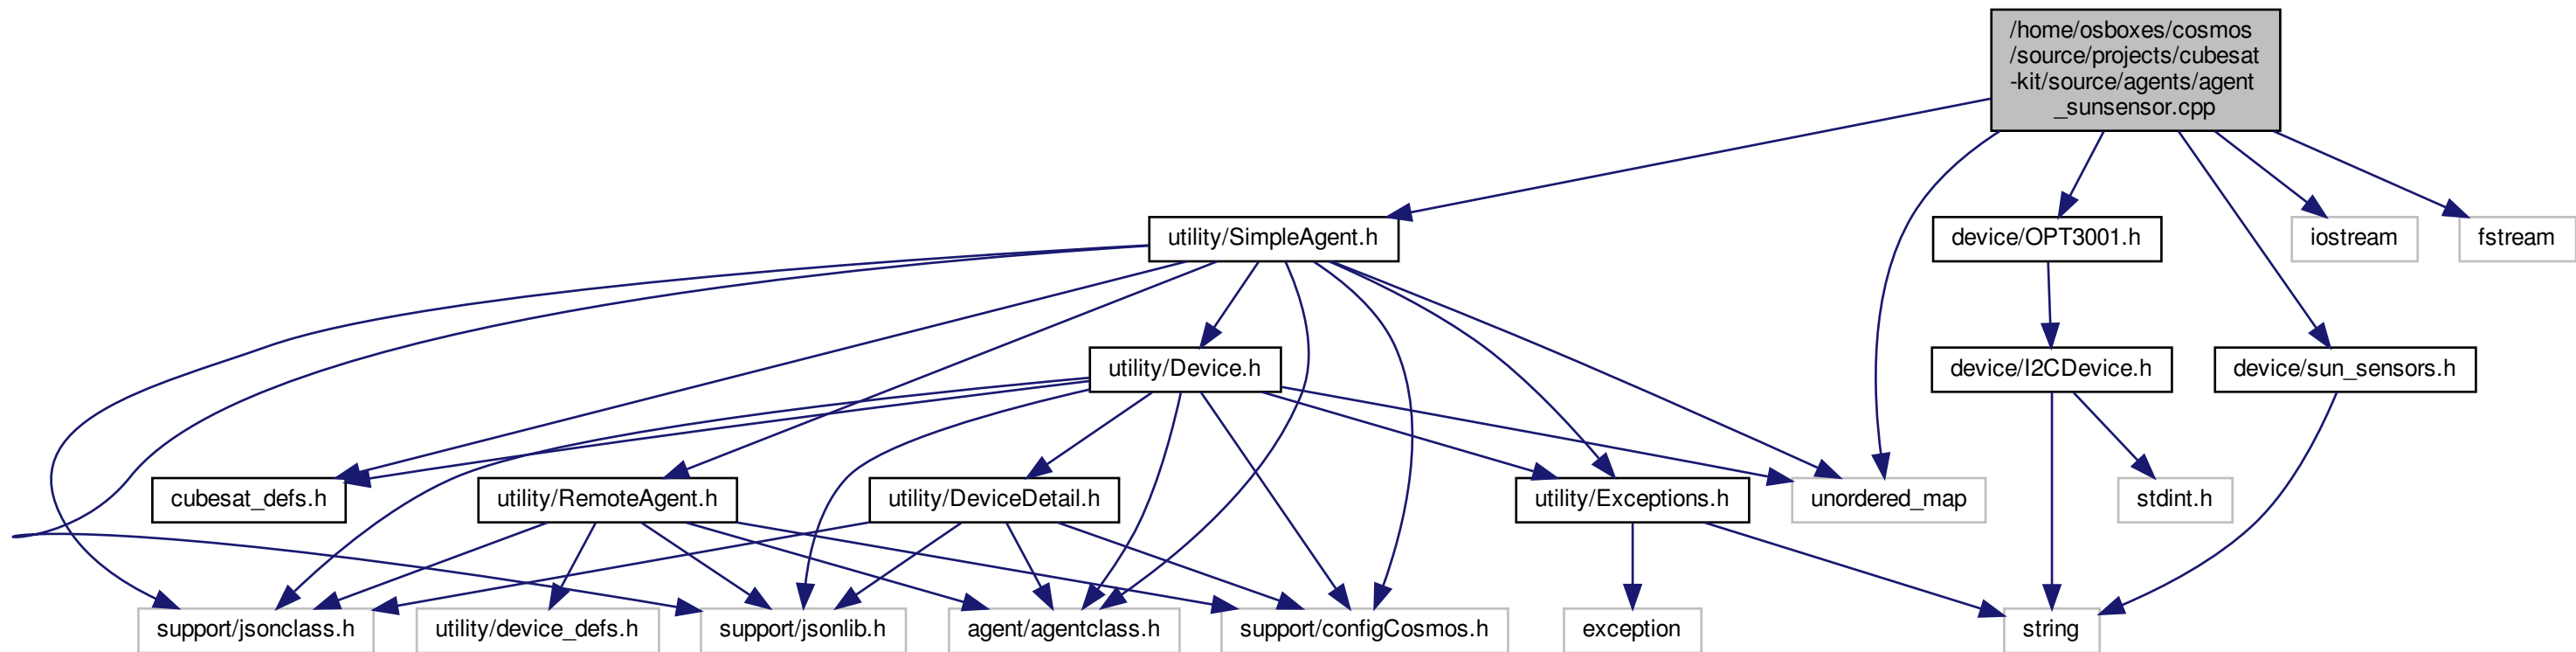 /home/osboxes/cosmos
/source/projects/cubesat
-kit/source/agents/agent
_sunsensor.cpp
utility/SimpleAgent.h
device/OPT3001.h
iostream
fstream
utility/Device.h
device/I2CDevice.h
device/sun_sensors.h
cubesat_defs.h
utility/RemoteAgent.h
utility/DeviceDetail.h
utility/Exceptions.h
unordered_map
stdint.h
support/jsonclass.h
utility/device_defs.h
support/jsonlib.h
agent/agentclass.h
support/configCosmos.h
exception
string